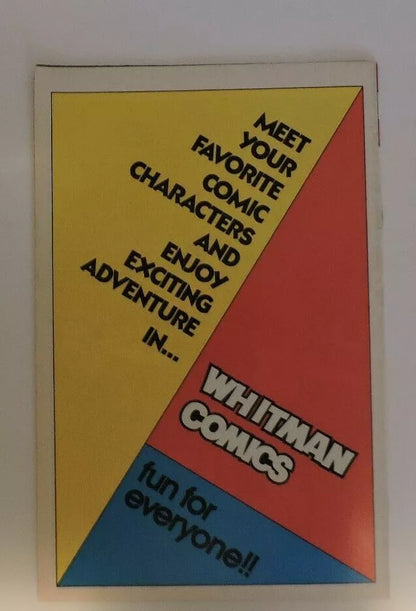 MEET
YOUR
FAVORITE
COMIC
CHARACTERS
AND
ENJOY
EXCITING
ADVENTURE
IN...
WHITMAN
COMICS
fun for
everyone!!